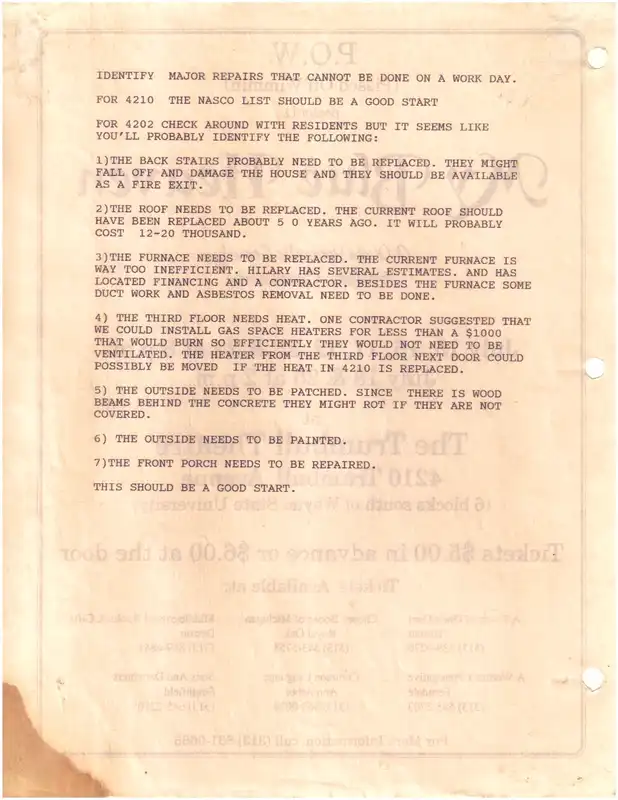 IDENTIFY MAJOR REPAIRS THAT CANNOT BE DONE ON A WORK DAY.
FOR 4210 THE NASCO LIST SHOULD BE A GOOD START
FOR 4202 CHECK AROUND WITH RESIDENTS BUT IT SEEMS LIKE
YOU'LL PROBABLY IDENTIFY THE FOLLOWING:
1)THE BACK STAIRS PROBABLY NEED TO BE REPLACED. THEY MIGHT
FALL OFF AND DAMAGE THE HOUSE AND THEY SHOULD BE AVAILABLE
AS A FIRE EXIT.
2)THE ROOF NEEDS TO BE REPLACED. THE CURRENT ROOF SHOULD
HAVE BEEN REPLACED ABOUT 5 0 YEARS AGO. IT WILL PROBABLY
COST 12-20 THOUSAND.
3)THE FURNACE NEEDS TO BE REPLACED. THE CURRENT FURNACE IS
WAY TOO INEFFICIENT. HILARY HAS SEVERAL ESTIMATES. AND HAS
LOCATED FINANCING AND A CONTRACTOR. BESIDES THE FURNACE SOME
DUCT WORK AND ASBESTOS REMOVAL NEED TO BE DONE.
4) THE THIRD FLOOR NEEDS HEAT. ONE CONTRACTOR SUGGESTED THAT
WE COULD INSTALL GAS SPACE HEATERS FOR LESS THAN A $1000
THAT WOULD BURN SO EFFICIENTLY THEY WOULD NOT NEED TO BE
VENTILATED. THE HEATER FROM THE THIRD FLOOR NEXT DOOR COULD
POSSIBLY BE MOVED IF THE HEAT IN 4210 IS REPLACED.
5) THE OUTSIDE NEEDS TO BE PATCHED. SINCE THERE IS WOOD
BEAMS BEHIND THE CONCRETE THEY MIGHT ROT IF THEY ARE NOT
COVERED.
6) THE OUTSIDE NEEDS TO BE PAINTED.
7)THE FRONT PORCH NEEDS TO BE REPAIRED.
THIS SHOULD BE A GOOD START.